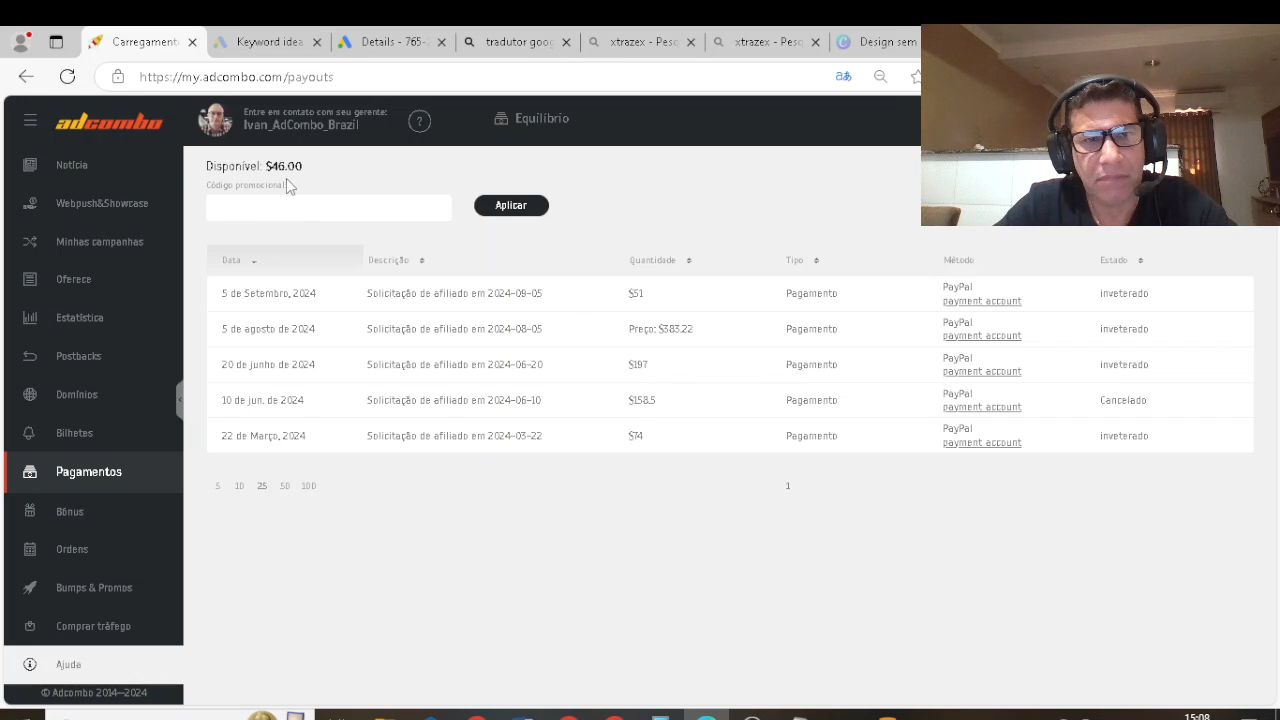 Carregament
Keyword idea
Details - 765-
tradutor goog
xtrazex - Peso
xtrazex - Peso
Design sem
https://my.adcombo.com/payouts
adcombo
Entre em contato com seu gerente:
Ivan_AdCombo_Brazil
?
Equilíbrio
Notícia
Webpush&Showcase
Minhas campanhas
Oferece
Estatística
Postbacks
Domínios
Bilhetes
Pagamentos
Bônus
Ordens
Bumps & Promos
Comprar tráfego
Ajuda
© Adcombo 2014—2024
Disponível: $46.00
Código promocional
Aplicar
Data Descrição Quantidade Tipo Método Estado
5 de Setembro, 2024 Solicitação de afiliado em 2024-09-05 $51 Pagamento PayPal payment account inveterado
5 de agosto de 2024 Solicitação de afiliado em 2024-08-05 Preço: $383.22 Pagamento PayPal payment account inveterado
20 de junho de 2024 Solicitação de afiliado em 2024-06-20 $197 Pagamento PayPal payment account inveterado
10 de jun. de 2024 Solicitação de afiliado em 2024-06-10 $158.5 Pagamento PayPal payment account Cancelado
22 de Março, 2024 Solicitação de afiliado em 2024-03-22 $74 Pagamento PayPal payment account inveterado
5 10 25 50 100
1
15:08